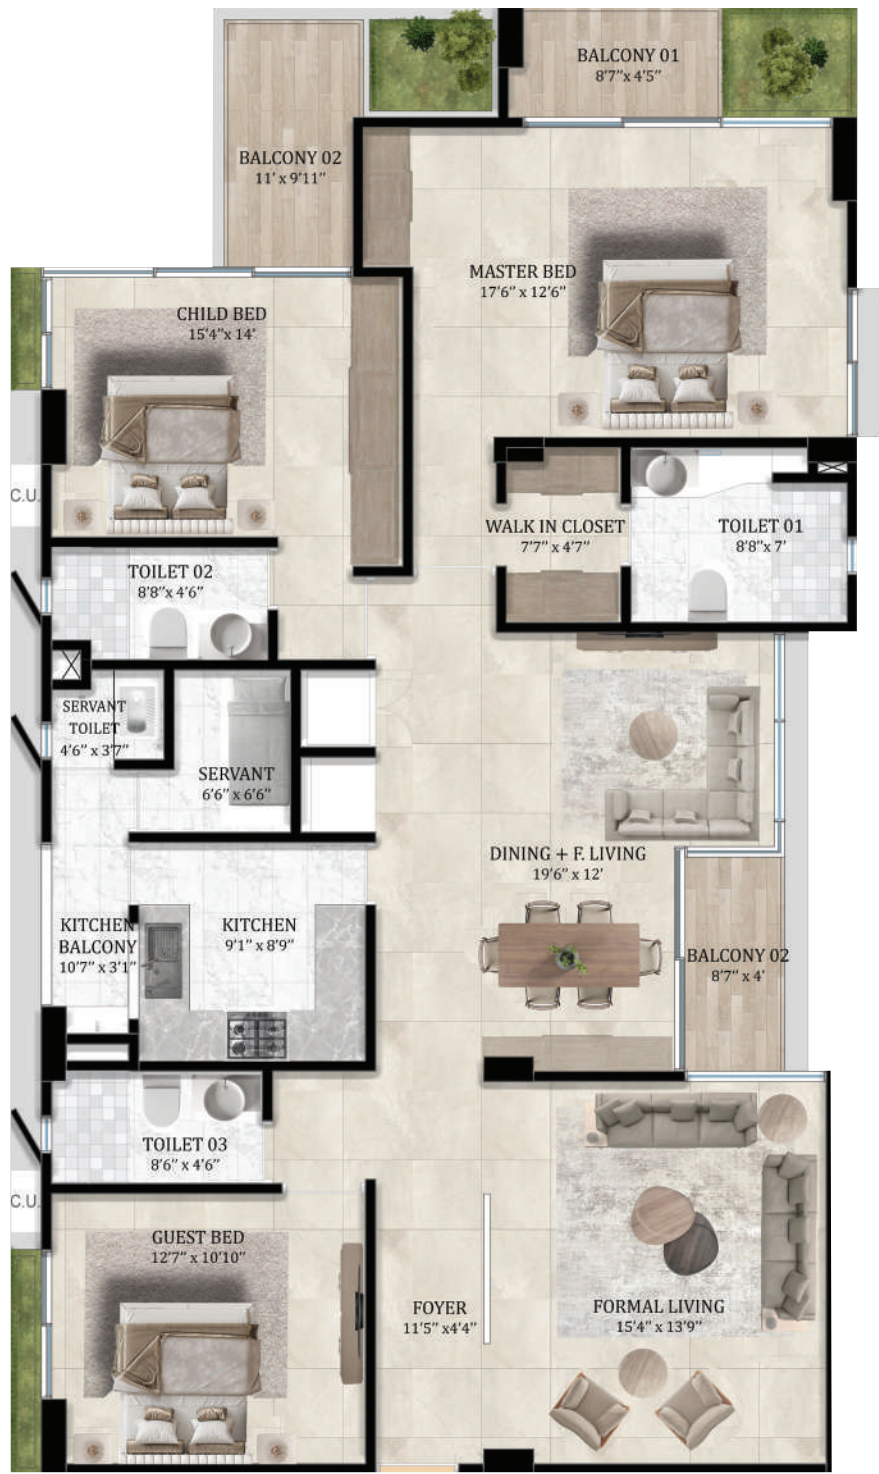 BALCONY 01
8'7"x 4'5"
BALCONY 02
11' x 9'11"
MASTER BED
17'6" x 12'6"
CHILD BED
15'4"x 14'
C.U.
WALK IN CLOSET
7'7" x 4'7"
TOILET 01
8'8"x 7'
TOILET 02
8'8"x 4'6"
SERVANT
TOILET
4'6" x 3'7"
SERVANT
6'6" x 6'6"
DINING + F. LIVING
19'6" x 12'
KITCHEN
BALCONY
10'7" x 3'1"
KITCHEN
9'1" x 8'9"
BALCONY 02
8'7" x 4'
TOILET 03
8'6" x 4'6"
C.U.
GUEST BED
12'7" x 10'10"
FOYER
11'5" x4'4"
FORMAL LIVING
15'4" x 13'9"